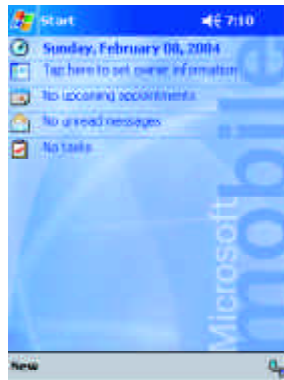 Start 7:10
Sunday, February 08, 2004
Tap here to set owner information
No upcoming appointments
No unread messages
No tasks
Microsoft
mobile
New